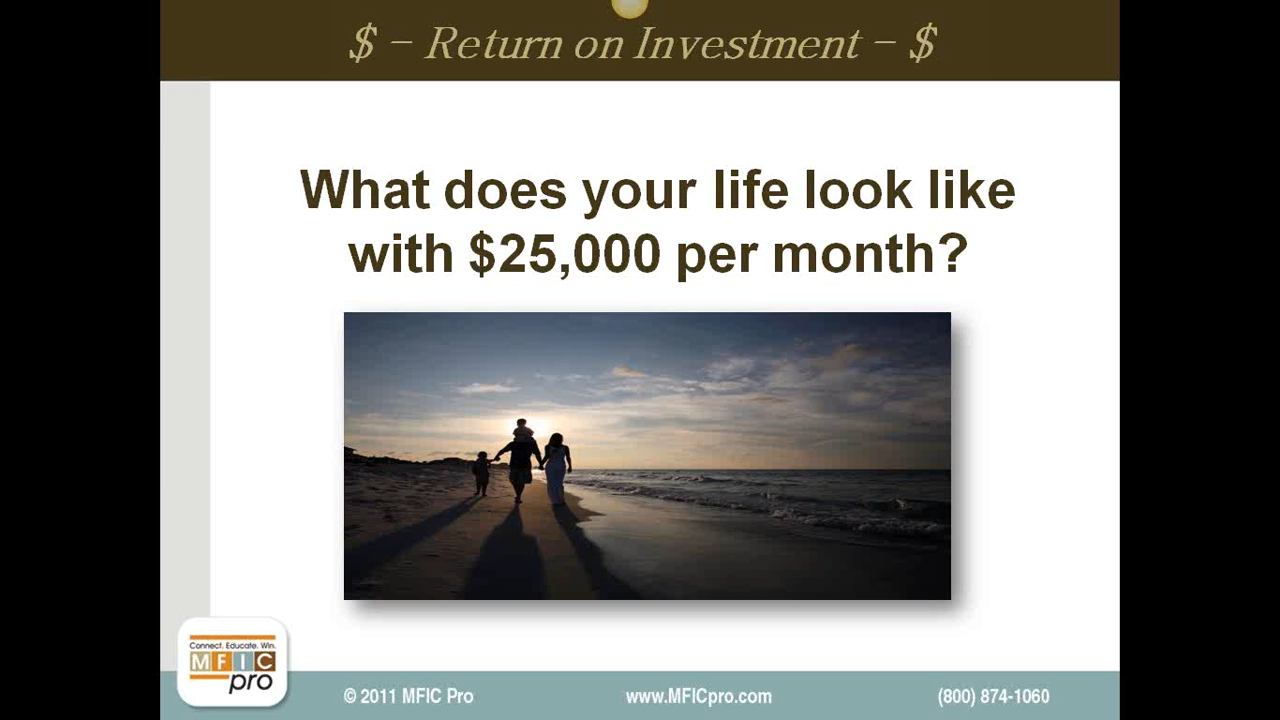 $ – Return on Investment – $
What does your life look like
with $25,000 per month?
Connect. Educate. Win.
MFIC
pro
© 2011 MFIC Pro www.MFICpro.com (800) 874-1060